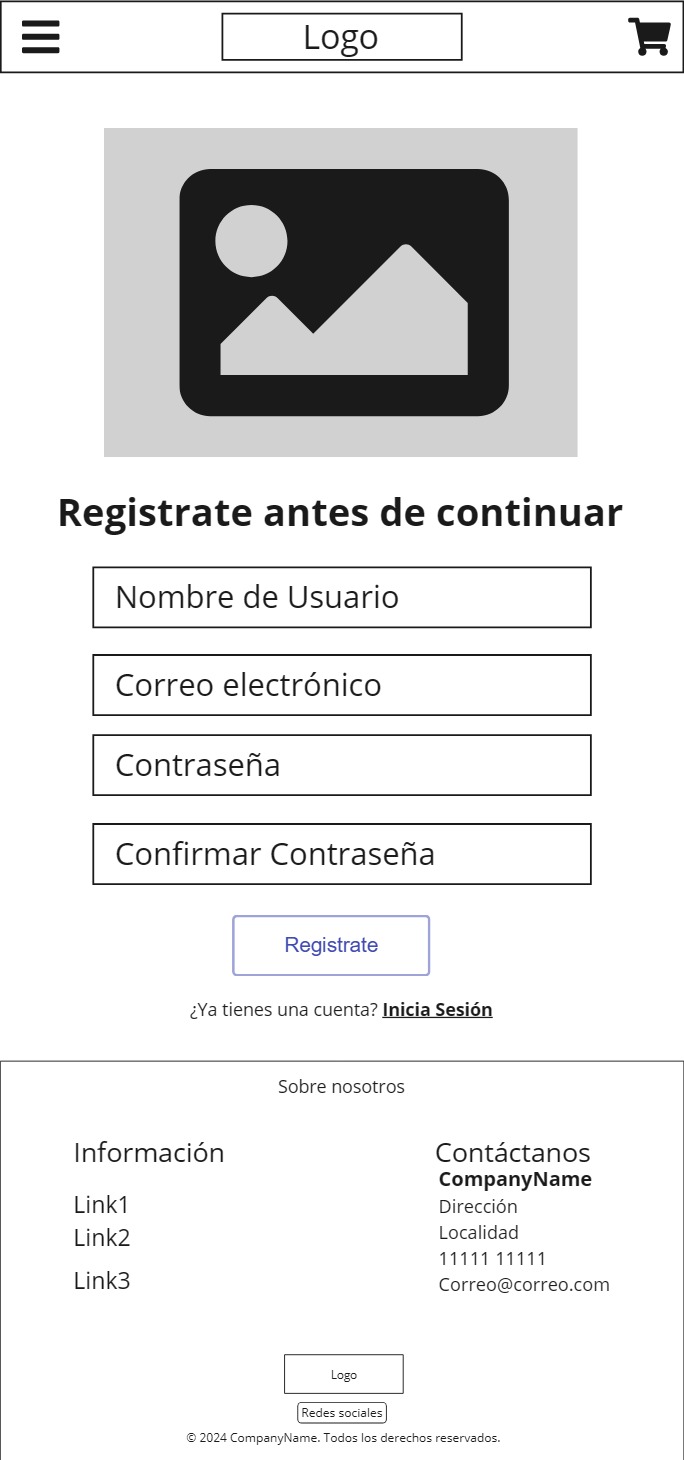 Logo
Registrate antes de continuar
Nombre de Usuario
Correo electrónico
Contraseña
Confirmar Contraseña
Registrate
¿Ya tienes una cuenta? Inicia Sesión
Sobre nosotros
Información
Link1
Link2
Link3
Contáctanos
CompanyName
Dirección
Localidad
11111 11111
Correo@correo.com
Logo
Redes sociales
© 2024 CompanyName. Todos los derechos reservados.